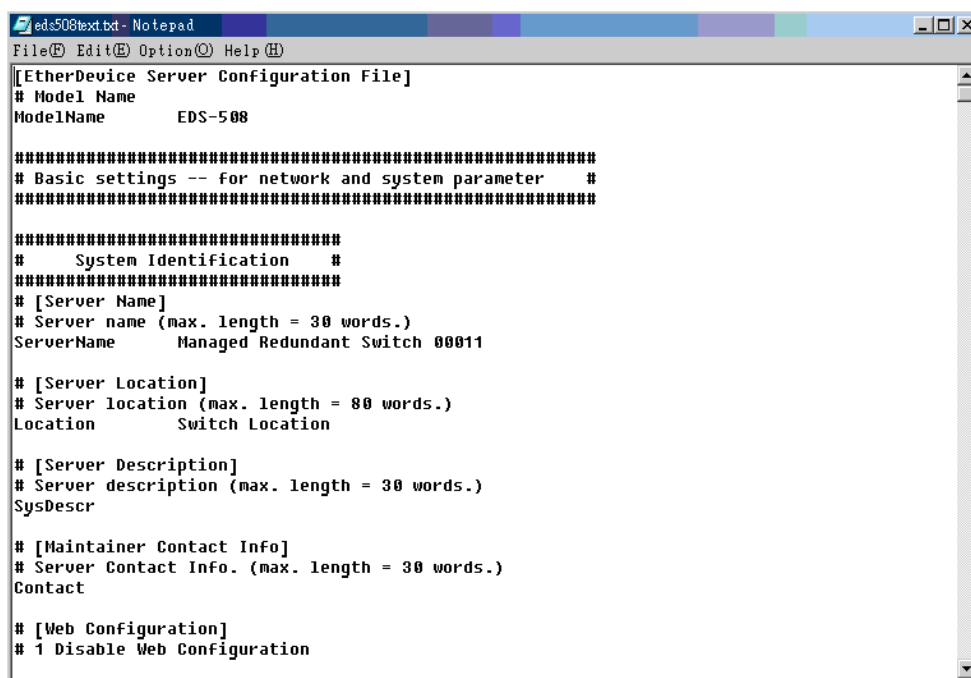 eds508text.txt - Notepad
File(F) Edit(E) Option(O) Help(H)
[EtherDevice Server Configuration File]
# Model Name
ModelName EDS-508
#########################################################
# Basic settings -- for network and system parameter #
#########################################################
################################
# System Identification #
################################
# [Server Name]
# Server name (max. length = 30 words.)
ServerName Managed Redundant Switch 00011
# [Server Location]
# Server location (max. length = 80 words.)
Location Switch Location
# [Server Description]
# Server description (max. length = 30 words.)
SysDescr
# [Maintainer Contact Info]
# Server Contact Info. (max. length = 30 words.)
Contact
# [Web Configuration]
# 1 Disable Web Configuration